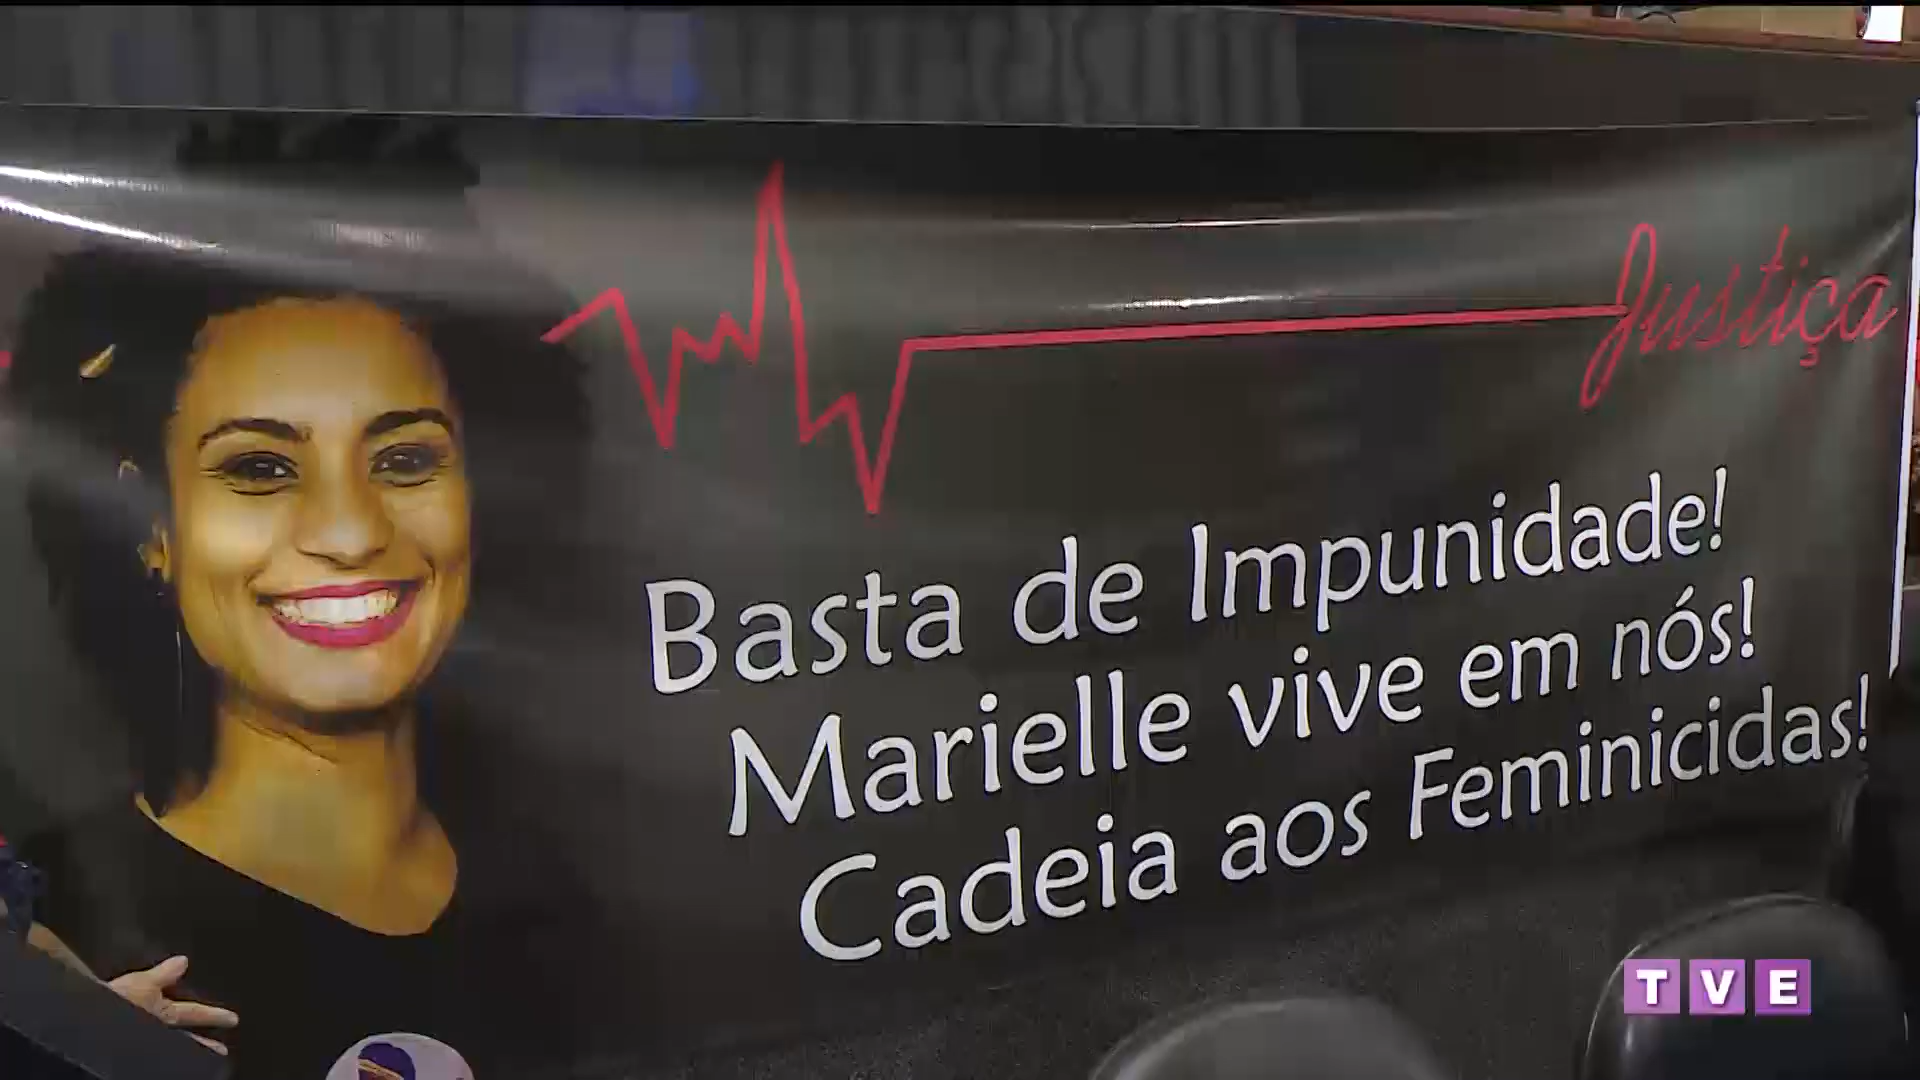 Justiça
Basta de Impunidade!
Marielle vive em nós!
Cadeia aos Feminicidas!
TVE